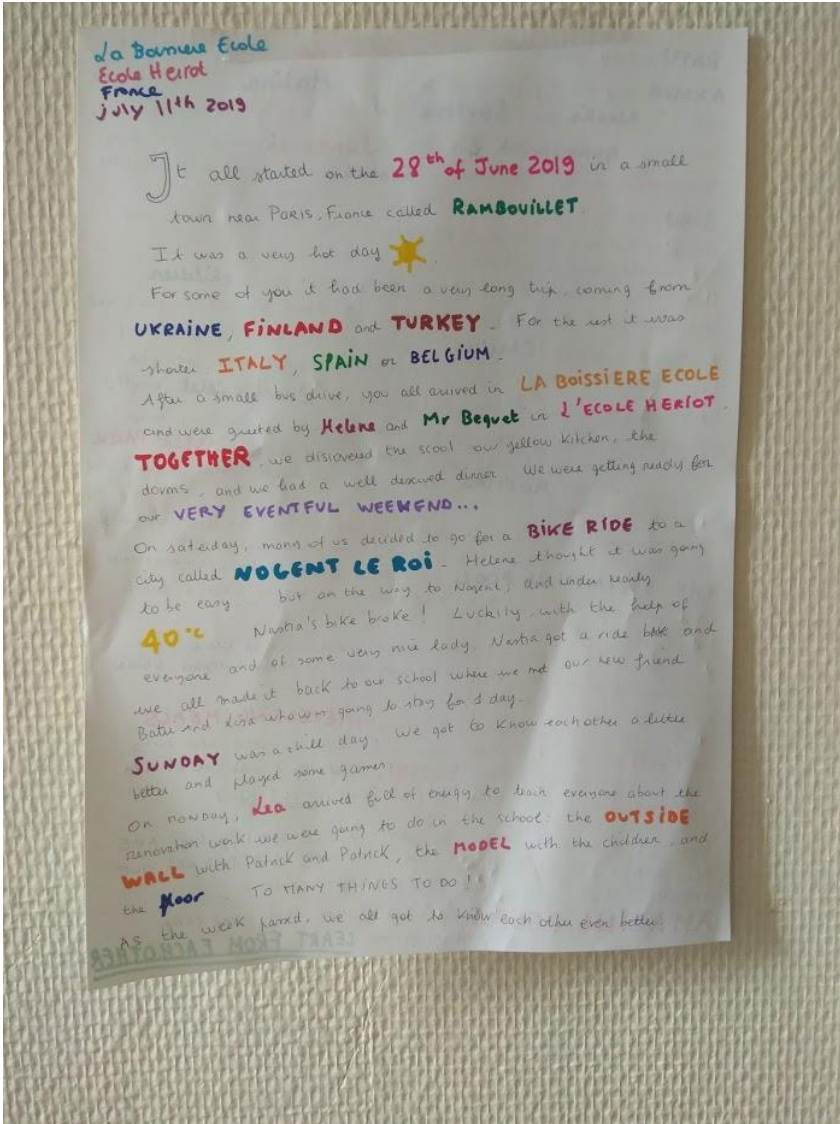 La Boissiere Ecole
Ecole Heirot
France
july 11th 2019
It all started on the 28th of June 2019 in a small
town near PARIS, France called RAMBOUILLET
It was a very hot day.
For some of you it had been a very long trip, coming from
UKRAINE, FINLAND and TURKEY. For the rest it was
shorter ITALY, SPAIN or BELGIUM.
After a small bus drive, you all arrived in LA BOISSIERE ECOLE
and were greeted by Helene and Mr Bequet in L'ECOLE HERIOT.
TOGETHER, we discovered the scool our yellow kitchen, the
dorms, and we had a well deserved dinner. We were getting ready for
our VERY EVENTFUL WEEKEND...
On saterday, many of us decided to go for a BIKE RIDE to a
city called NOGENT LE ROI. Helene thought it was going
to be easy... but on the way to Nogent, and under nearly
40°C Nastia's bike broke! Luckily, with the help of
everyone and of some very nice lady, Nastia got a ride back and
we all made it back to our school where we met our new friend
Batu and who was going to stay for 1 day.
SUNDAY was a chill day. We got to know each other a little
better and played some games.
On MONDAY, Lea arrived full of energy to teach everyone about the
renovation work we were going to do in the school: the OUTSIDE
WALL with Patrick and Patrick, the MODEL with the children, and
the floor TO MANY THINGS TO DO!
AS the week passed, we all got to know each other even better.
LEART FROM EACHOTHER